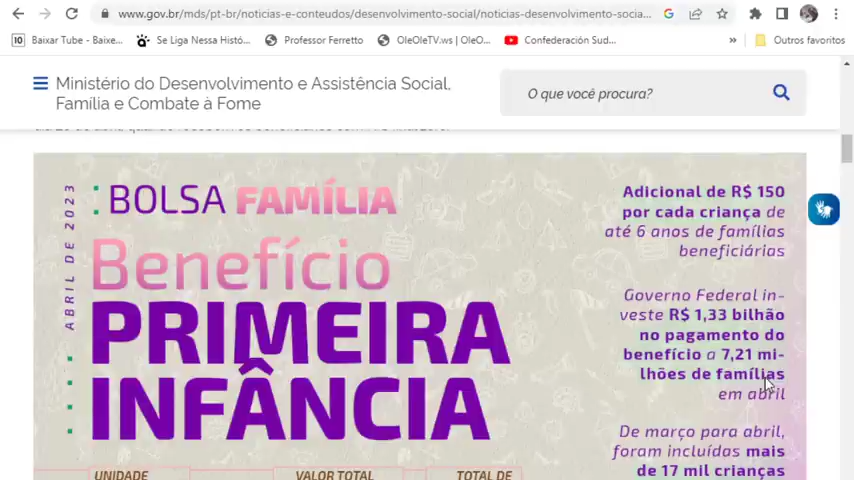 www.gov.br/mds/pt-br/noticias-e-conteudos/desenvolvimento-social/noticias-desenvolvimento-socia...
Baixar Tube - Baixe...
Se Liga Nessa Histó...
Professor Ferretto
OleOleTV.ws | OleO...
Confederación Sud...
»
Outros favoritos
Ministério do Desenvolvimento e Assistência Social,
Família e Combate à Fome
O que você procura?
ABRIL DE 2023
BOLSA FAMÍLIA
Benefício
PRIMEIRA
INFÂNCIA
Adicional de R$ 150
por cada criança de
até 6 anos de famílias
beneficiárias
Governo Federal in-
veste R$ 1,33 bilhão
no pagamento do
benefício a 7,21 mi-
lhões de famílias
em abril
De março para abril,
foram incluídas mais
de 17 mil crianças
UNIDADE
VALOR TOTAL
TOTAL DE